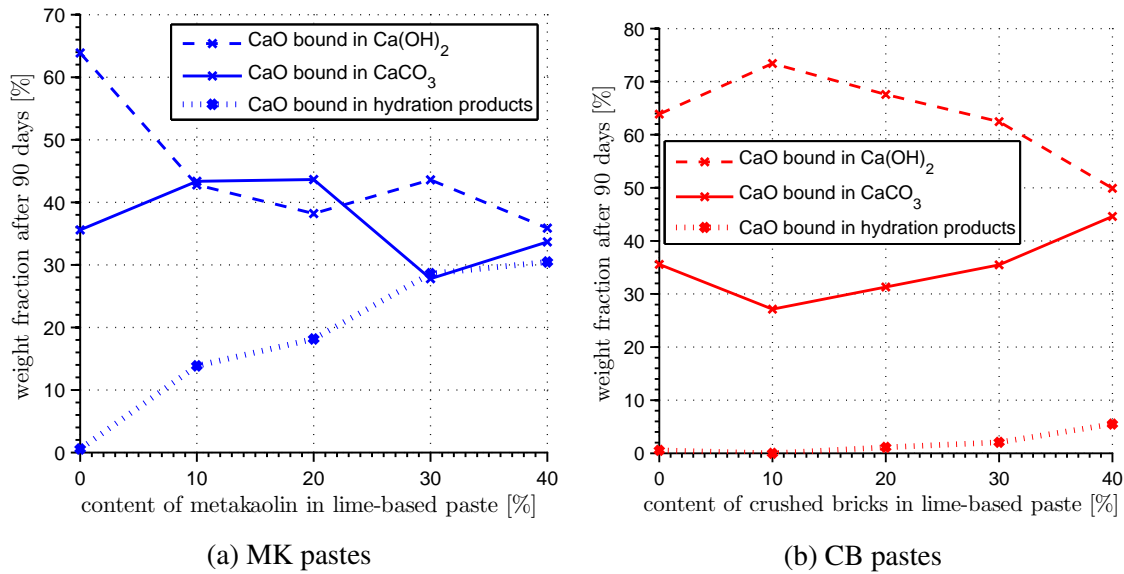 70
60
50
40
30
20
10
0
weight fraction after 90 days [%]
CaO bound in Ca(OH)2
CaO bound in CaCO3
CaO bound in hydration products
0 10 20 30 40
content of metakaolin in lime-based paste [%]
(a) MK pastes
80
70
60
50
40
30
20
10
0
weight fraction after 90 days [%]
CaO bound in Ca(OH)2
CaO bound in CaCO3
CaO bound in hydration products
0 10 20 30 40
content of crushed bricks in lime-based paste [%]
(b) CB pastes